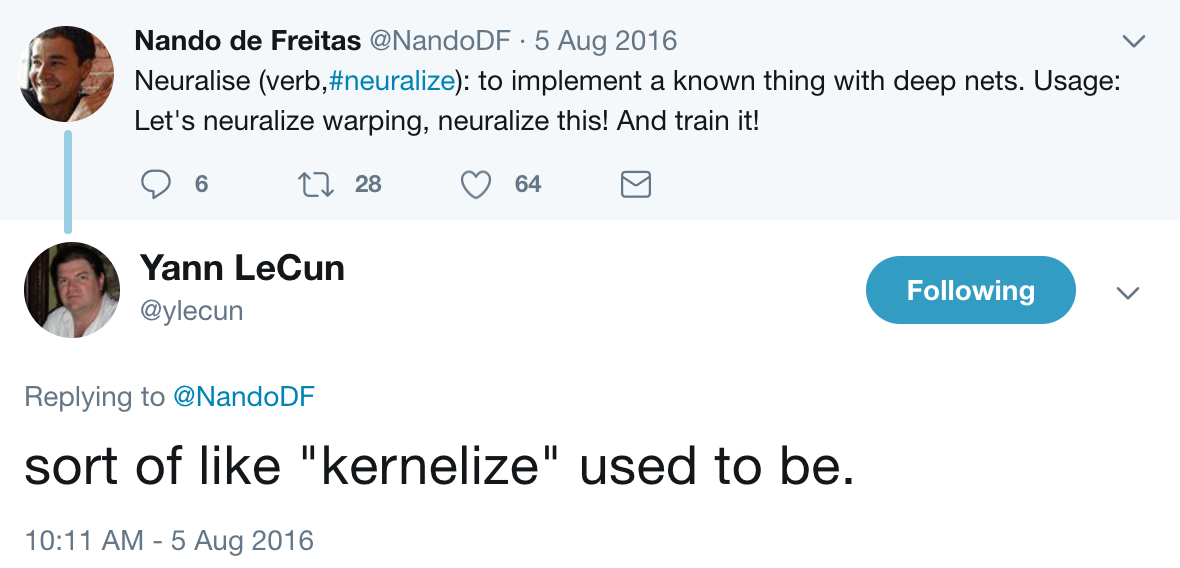 Nando de Freitas @NandoDF · 5 Aug 2016
Neuralise (verb,#neuralize): to implement a known thing with deep nets. Usage:
Let's neuralize warping, neuralize this! And train it!
6 28 64
Yann LeCun
@ylecun
Following
Replying to @NandoDF
sort of like "kernelize" used to be.
10:11 AM - 5 Aug 2016